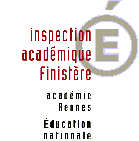 inspection
académique
Finistère
académie
Rennes
Éducation
nationale
É